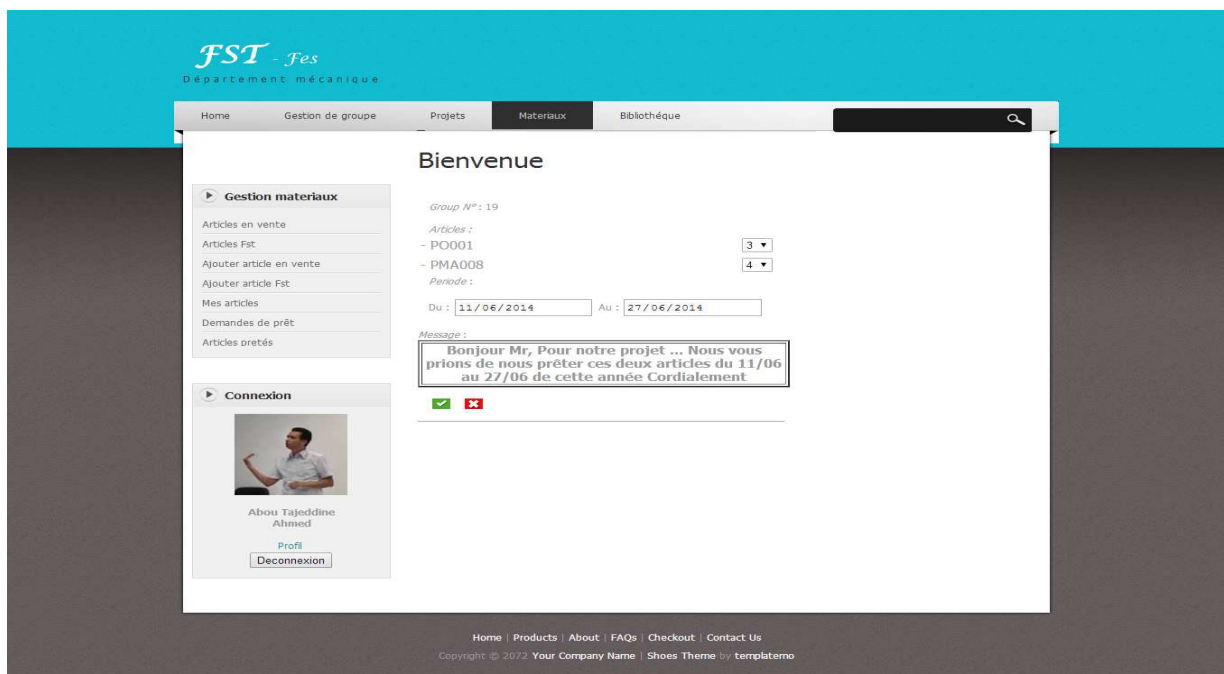 FST - Fes
Département mécanique
Home Gestion de groupe Projets Materiaux Bibliothéque
Bienvenue
Gestion materiaux
Articles en vente
Articles Fst
Ajouter article en vente
Ajouter article Fst
Mes articles
Demandes de prêt
Articles pretés
Connexion
Abou Tajeddine
Ahmed
Profil
Deconnexion
Group N° : 19
Articles :
- PO001 3
- PMA008 4
Periode :
Du : 11/06/2014 Au : 27/06/2014
Message :
Bonjour Mr, Pour notre projet ... Nous vous
prions de nous prêter ces deux articles du 11/06
au 27/06 de cette année Cordialement
Home | Products | About | FAQs | Checkout | Contact Us
Copyright © 2072 Your Company Name | Shoes Theme by templatemo